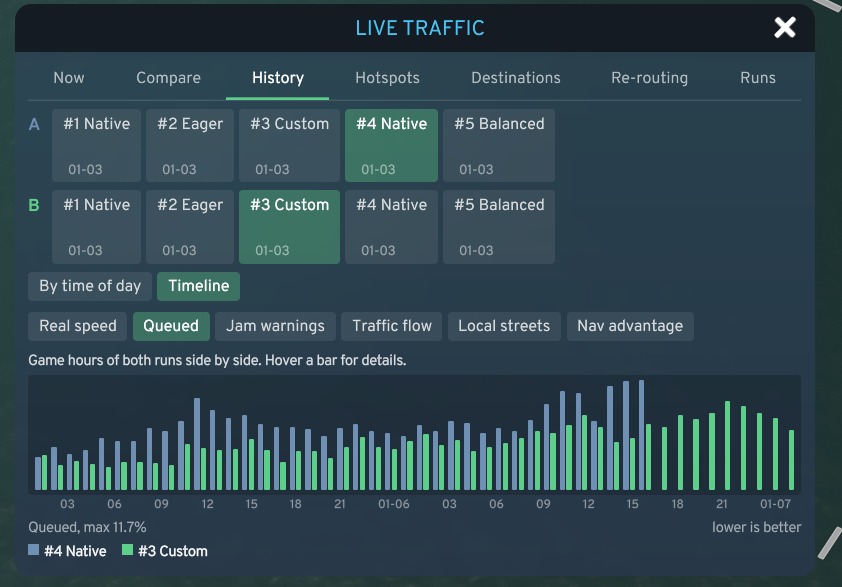 LIVE TRAFFIC
Now Compare History Hotspots Destinations Re-routing Runs
A #1 Native #2 Eager #3 Custom #4 Native #5 Balanced
01-03 01-03 01-03 01-03 01-03
B #1 Native #2 Eager #3 Custom #4 Native #5 Balanced
01-03 01-03 01-03 01-03 01-03
By time of day Timeline
Real speed Queued Jam warnings Traffic flow Local streets Nav advantage
Game hours of both runs side by side. Hover a bar for details.
03 06 09 12 15 18 21 01-06 03 06 09 12 15 18 21 01-07
Queued, max 11.7% lower is better
#4 Native #3 Custom